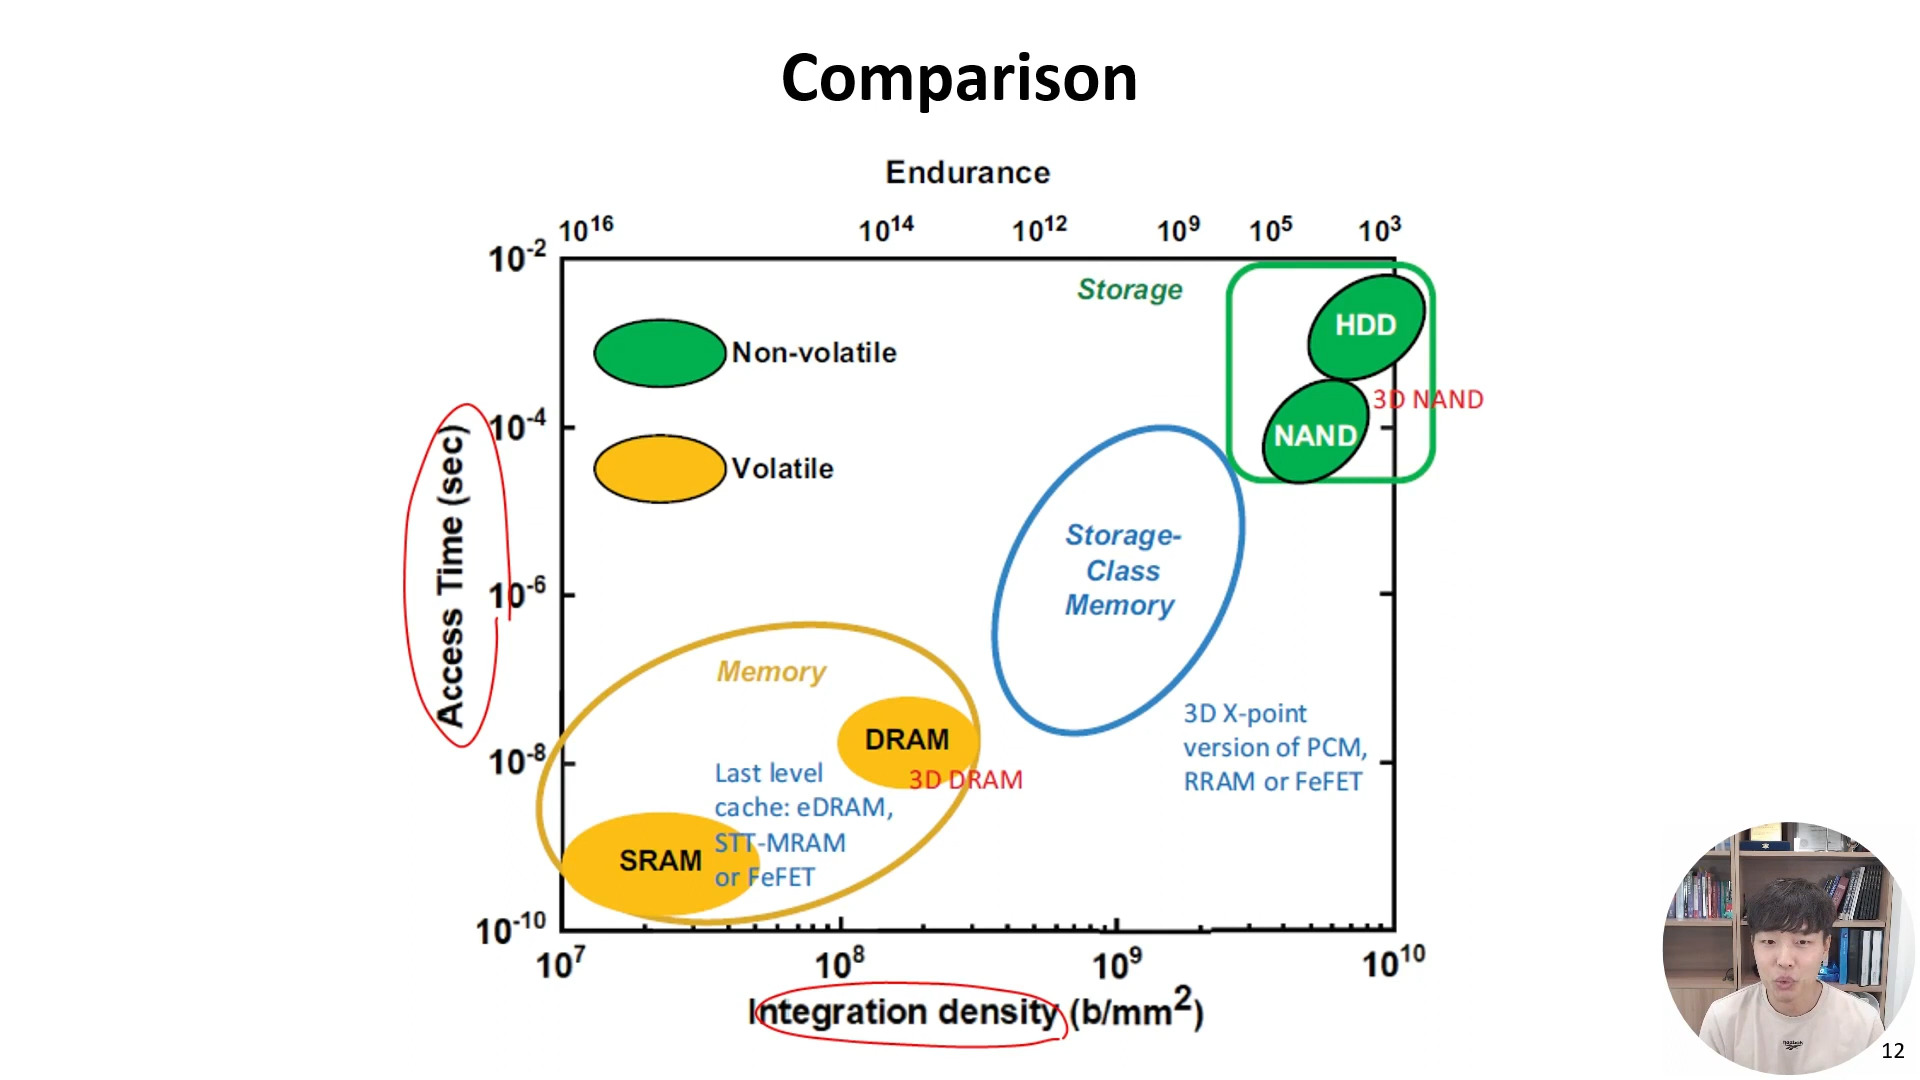 Comparison
Endurance
10^16 10^14 10^12 10^9 10^5 10^3
10^-2
Storage
HDD
Non-volatile
3D NAND
10^-4
NAND
Volatile
Access Time (sec)
Storage-
Class
Memory
10^-6
Memory
3D X-point
version of PCM,
RRAM or FeFET
DRAM
10^-8
3D DRAM
Last level
cache: eDRAM,
STT-MRAM
or FeFET
SRAM
10^-10
10^7 10^8 10^9 10^10
Integration density (b/mm^2)
Reebok
12